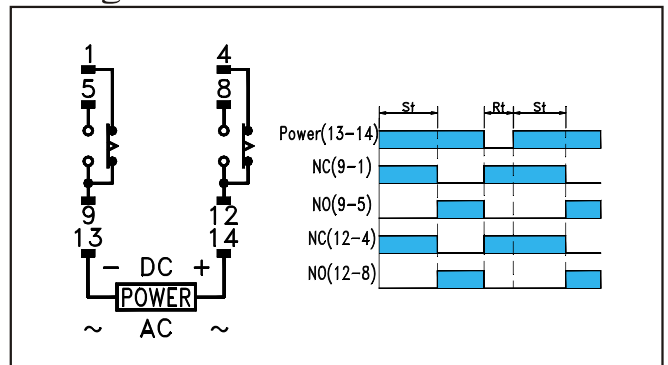 1 4
5 8
9 12
13 14
− DC +
POWER
~ AC ~
St Rt St
Power(13-14)
NC(9-1)
NO(9-5)
NC(12-4)
NO(12-8)